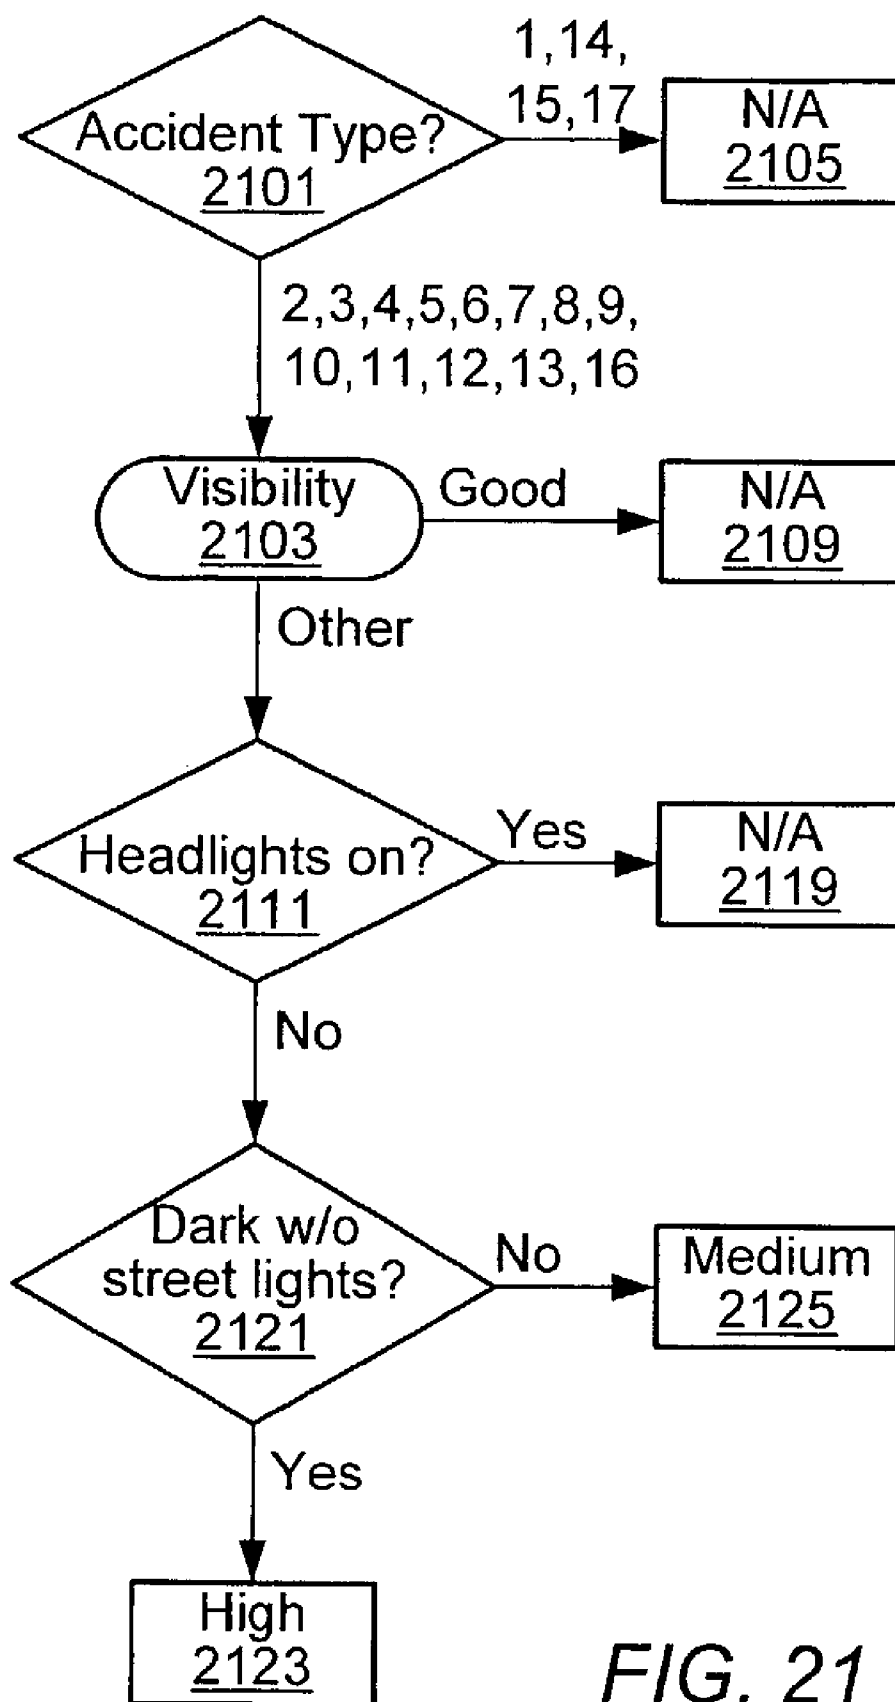 1,14,
15,17
Accident Type?
2101
N/A
2105
2,3,4,5,6,7,8,9,
10,11,12,13,16
Visibility
2103
Good
N/A
2109
Other
Headlights on?
2111
Yes
N/A
2119
No
Dark w/o
street lights?
2121
No
Medium
2125
Yes
High
2123
FIG. 21